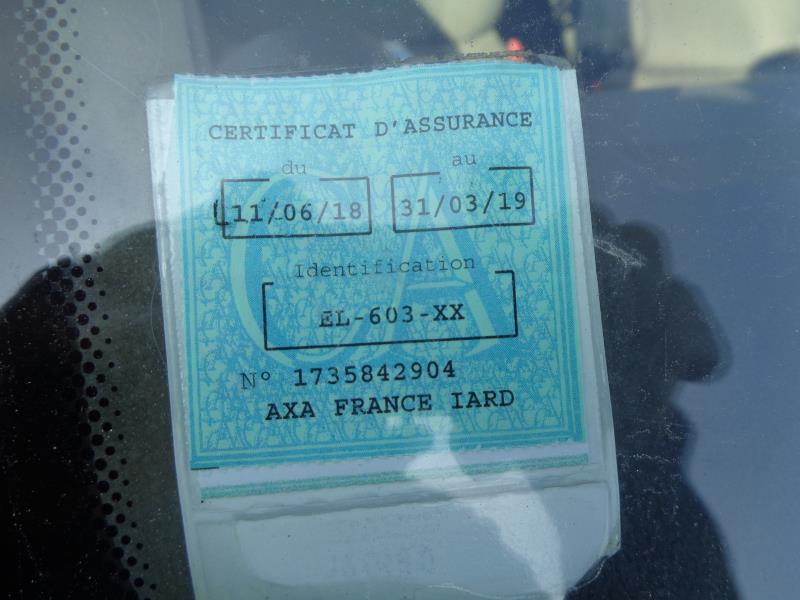 CERTIFICAT D'ASSURANCE
du au
11/06/18 31/03/19
Identification
EL-603-XX
N° 1735842904
AXA FRANCE IARD